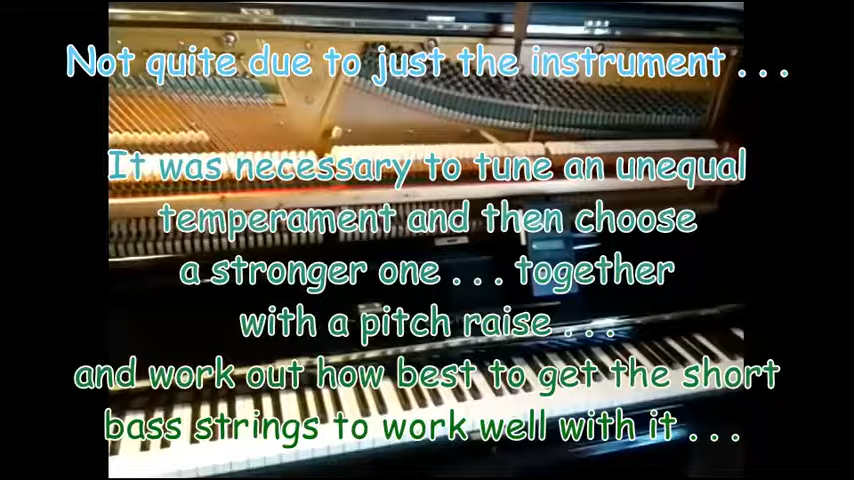 Not quite due to just the instrument . . .
It was necessary to tune an unequal
temperament and then choose
a stronger one . . . together
with a pitch raise . . .
and work out how best to get the short
bass strings to work well with it . . .